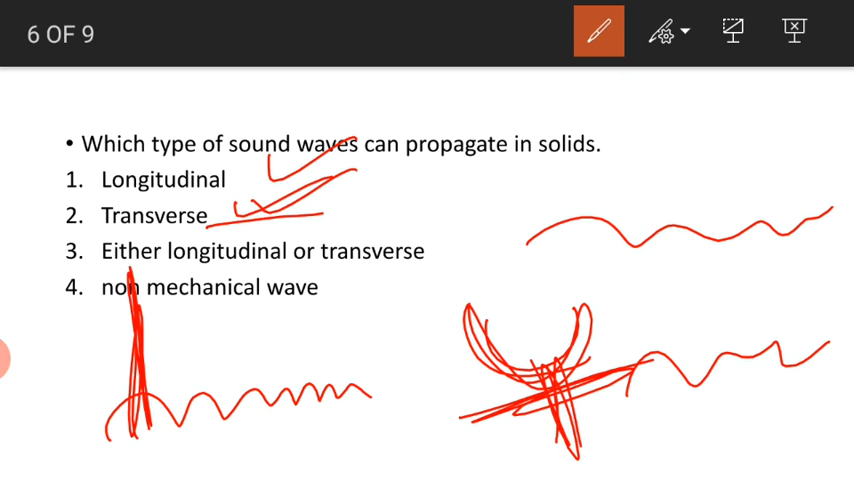 6 OF 9
• Which type of sound waves can propagate in solids.
1. Longitudinal
2. Transverse
3. Either longitudinal or transverse
4. non mechanical wave